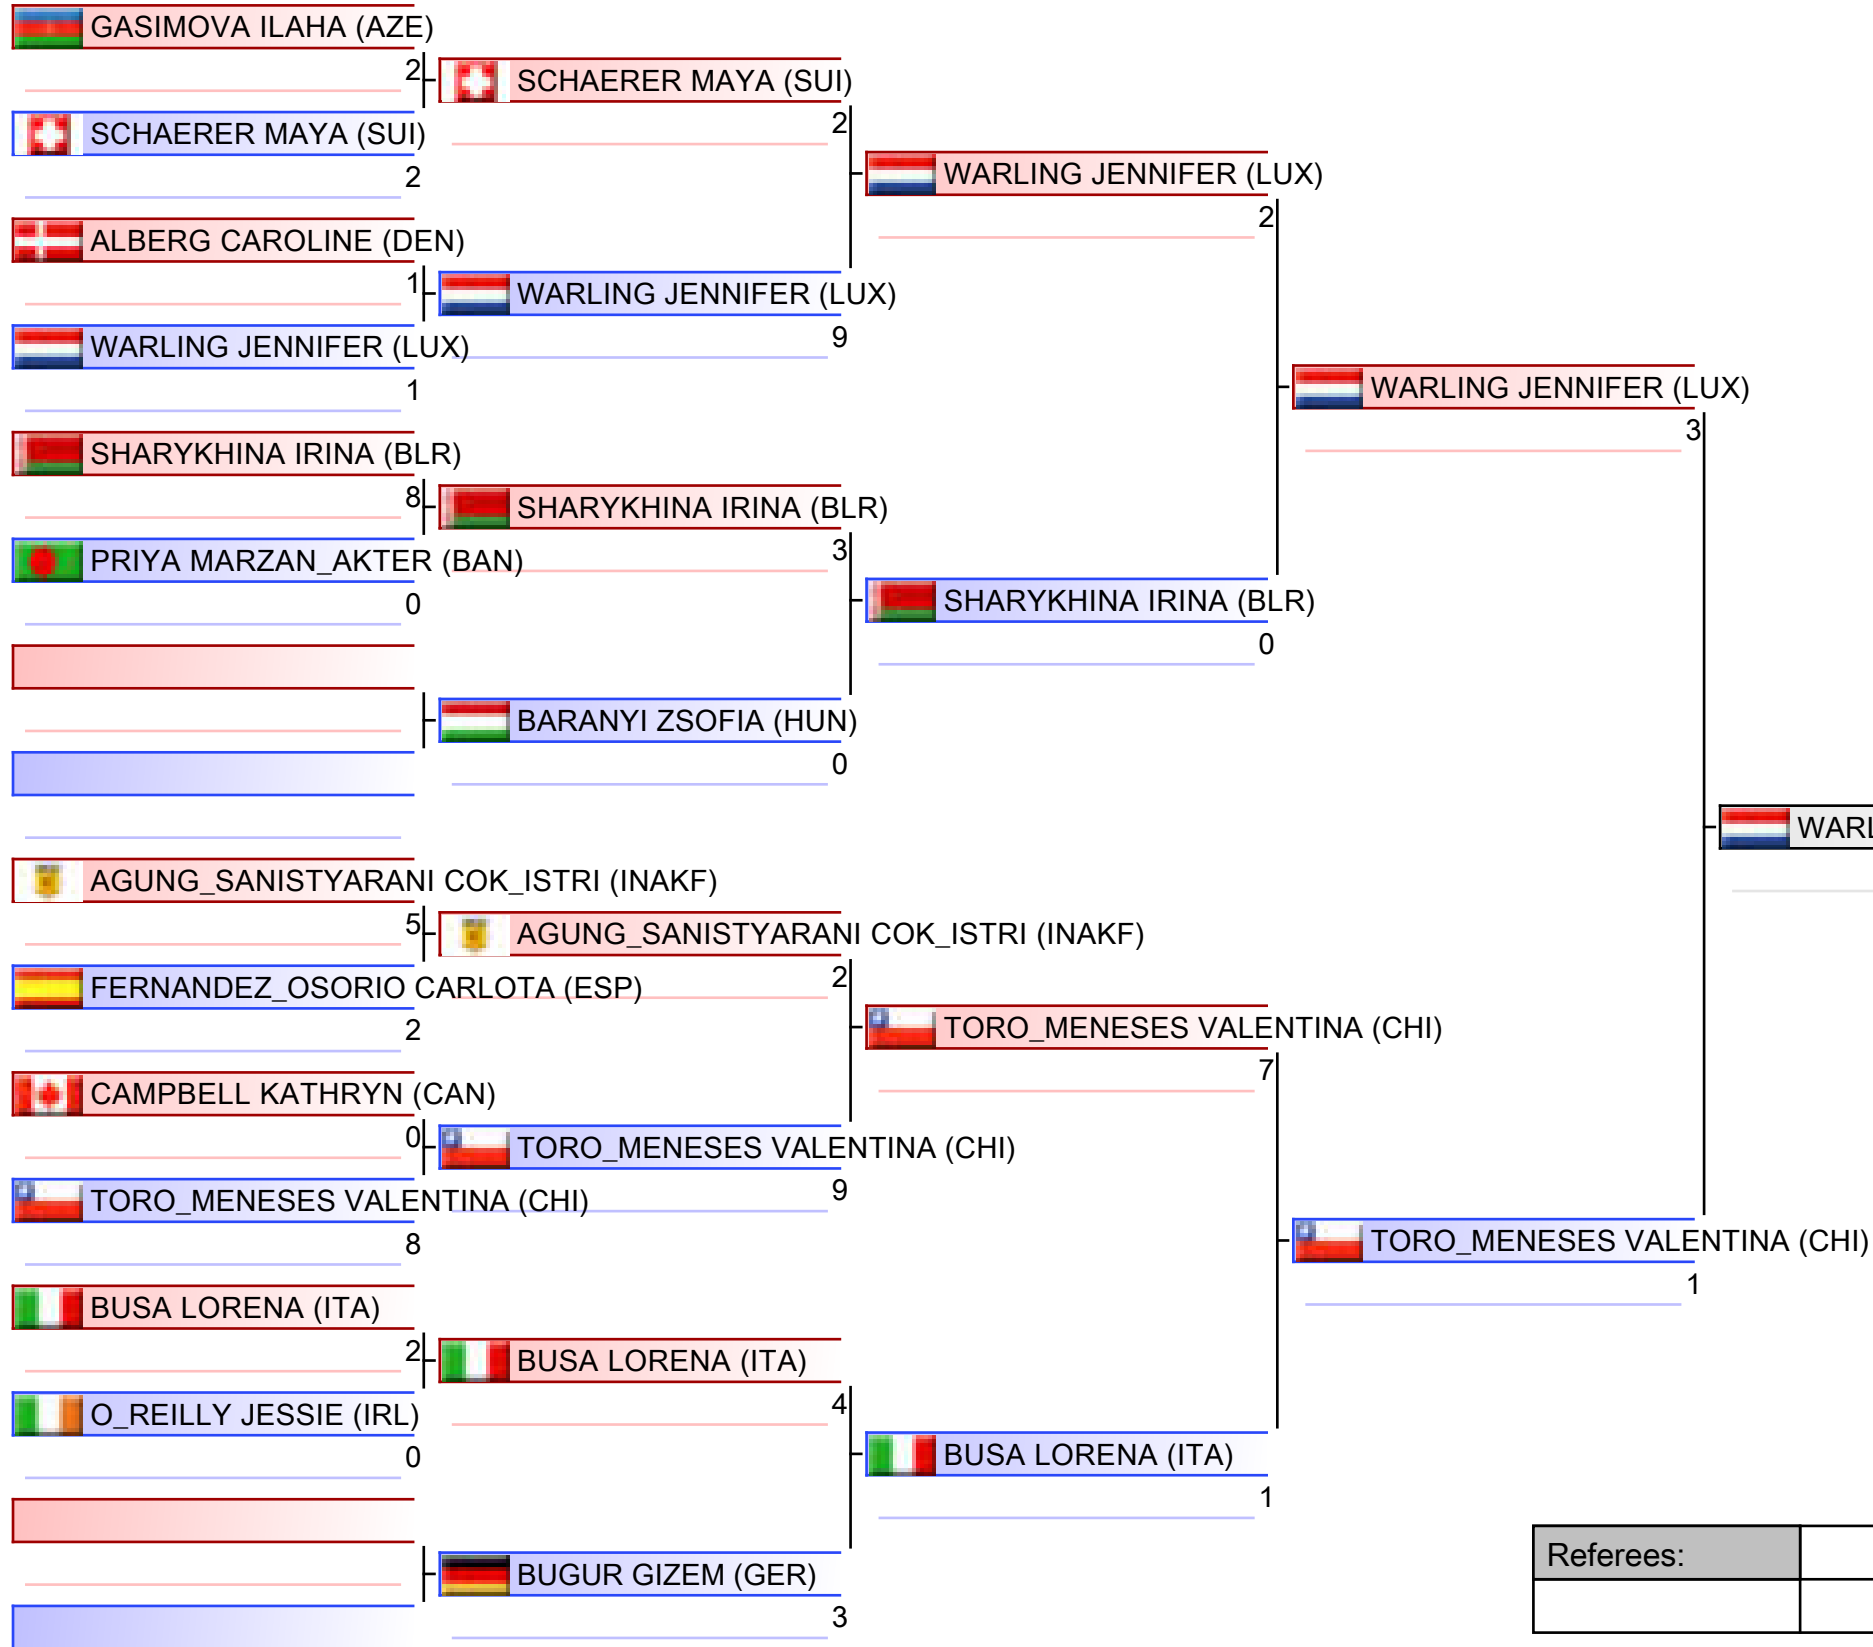 GASIMOVA ILAHA (AZE)
2
SCHAERER MAYA (SUI)
SCHAERER MAYA (SUI)
2
2
WARLING JENNIFER (LUX)
2
ALBERG CAROLINE (DEN)
1
WARLING JENNIFER (LUX)
9
WARLING JENNIFER (LUX)
1
WARLING JENNIFER (LUX)
3
SHARYKHINA IRINA (BLR)
8
SHARYKHINA IRINA (BLR)
3
PRIYA MARZAN_AKTER (BAN)
0
SHARYKHINA IRINA (BLR)
0
BARANYI ZSOFIA (HUN)
0
WARL
AGUNG_SANISTYARANI COK_ISTRI (INAKF)
5
AGUNG_SANISTYARANI COK_ISTRI (INAKF)
2
FERNANDEZ_OSORIO CARLOTA (ESP)
2
TORO_MENESES VALENTINA (CHI)
7
CAMPBELL KATHRYN (CAN)
0
TORO_MENESES VALENTINA (CHI)
9
TORO_MENESES VALENTINA (CHI)
8
TORO_MENESES VALENTINA (CHI)
1
BUSA LORENA (ITA)
2
BUSA LORENA (ITA)
4
O_REILLY JESSIE (IRL)
0
BUSA LORENA (ITA)
1
BUGUR GIZEM (GER)
3
Referees: